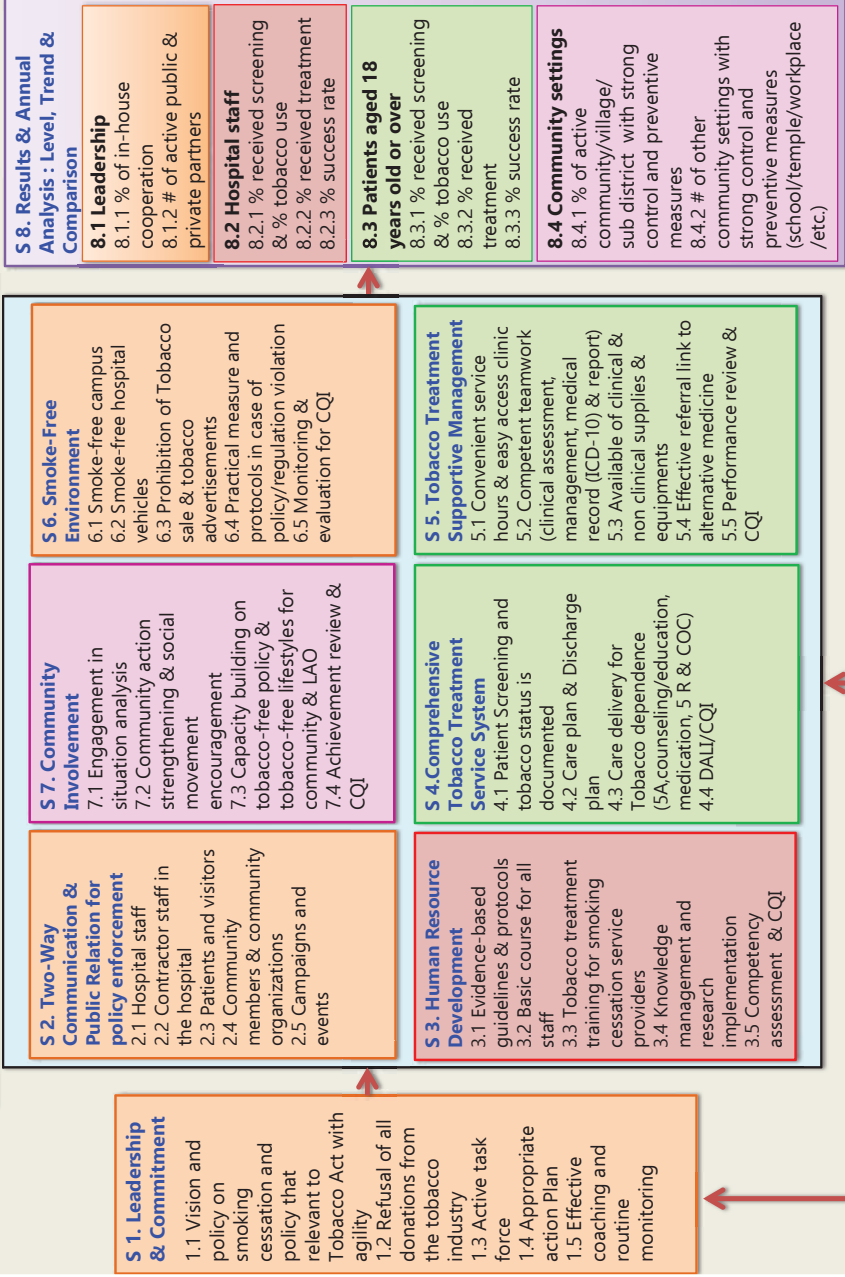 S 1. Leadership
& Commitment
1.1 Vision and
policy on
smoking
cessation and
policy that
relevant to
Tobacco Act with
agility
1.2 Refusal of all
donations from
the tobacco
industry
1.3 Active task
force
1.4 Appropriate
action Plan
1.5 Effective
coaching and
routine
monitoring
S 2. Two-Way
Communication &
Public Relation for
policy enforcement
2.1 Hospital staff
2.2 Contractor staff in
the hospital
2.3 Patients and visitors
2.4 Community
members & community
organizations
2.5 Campaigns and
events
S 7. Community
Involvement
7.1 Engagement in
situation analysis
7.2 Community action
strengthening & social
movement
encouragement
7.3 Capacity building on
tobacco-free policy &
tobacco-free lifestyles for
community & LAO
7.4 Achievement review &
CQI
S 6. Smoke-Free
Environment
6.1 Smoke-free campus
6.2 Smoke-free hospital
vehicles
6.3 Prohibition of Tobacco
sale & tobacco
advertisements
6.4 Practical measure and
protocols in case of
policy/regulation violation
6.5 Monitoring &
evaluation for CQI
S 3. Human Resource
Development
3.1 Evidence-based
guidelines & protocols
3.2 Basic course for all
staff
3.3 Tobacco treatment
training for smoking
cessation service
providers
3.4 Knowledge
management and
research
implementation
3.5 Competency
assessment & CQI
S 4.Comprehensive
Tobacco Treatment
Service System
4.1 Patient Screening and
tobacco status is
documented
4.2 Care plan & Discharge
plan
4.3 Care delivery for
Tobacco dependence
(5A,counseling/education,
medication, 5 R & COC)
4.4 DALI/CQI
S 5. Tobacco Treatment
Supportive Management
5.1 Convenient service
hours & easy access clinic
5.2 Competent teamwork
(clinical assessment,
management, medical
record (ICD-10) & report)
5.3 Available of clinical &
non clinical supplies &
equipments
5.4 Effective referral link to
alternative medicine
5.5 Performance review &
CQI
S 8. Results & Annual
Analysis : Level, Trend &
Comparison
8.1 Leadership
8.1.1 % of in-house
cooperation
8.1.2 # of active public &
private partners
8.2 Hospital staff
8.2.1 % received screening
& % tobacco use
8.2.2 % received treatment
8.2.3 % success rate
8.3 Patients aged 18
years old or over
8.3.1 % received screening
& % tobacco use
8.3.2 % received
treatment
8.3.3 % success rate
8.4 Community settings
8.4.1 % of active
community/village/
sub district with strong
control and preventive
measures
8.4.2 # of other
community settings with
strong control and
preventive measures
(school/temple/workplace
/etc.)